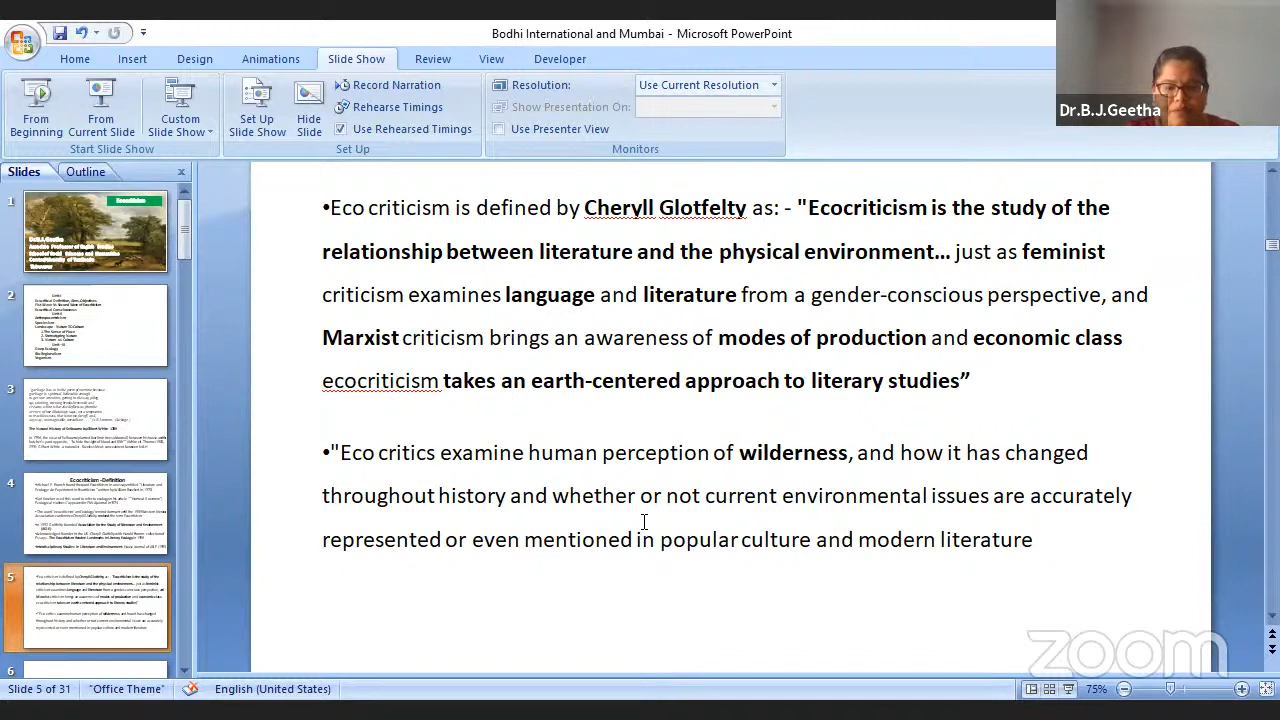 Bodhi International and Mumbai - Microsoft PowerPoint
Home Insert Design Animations Slide Show Review View Developer
From Beginning
From Current Slide
Custom Slide Show
Start Slide Show
Set Up Slide Show
Hide Slide
Record Narration
Rehearse Timings
Use Rehearsed Timings
Set Up
Resolution: Use Current Resolution
Show Presentation On:
Use Presenter View
Monitors
Dr.B.J.Geetha
Slides Outline
1
Ecocriticism
2
3
4
Ecocriticism -Definition
5
6
•Eco criticism is defined by Cheryll Glotfelty as: - "Ecocriticism is the study of the
relationship between literature and the physical environment… just as feminist
criticism examines language and literature from a gender-conscious perspective, and
Marxist criticism brings an awareness of modes of production and economic class
ecocriticism takes an earth-centered approach to literary studies”
•"Eco critics examine human perception of wilderness, and how it has changed
throughout history and whether or not current environmental issues are accurately
represented or even mentioned in popular culture and modern literature
zoom
Slide 5 of 31 "Office Theme" English (United States) 75%